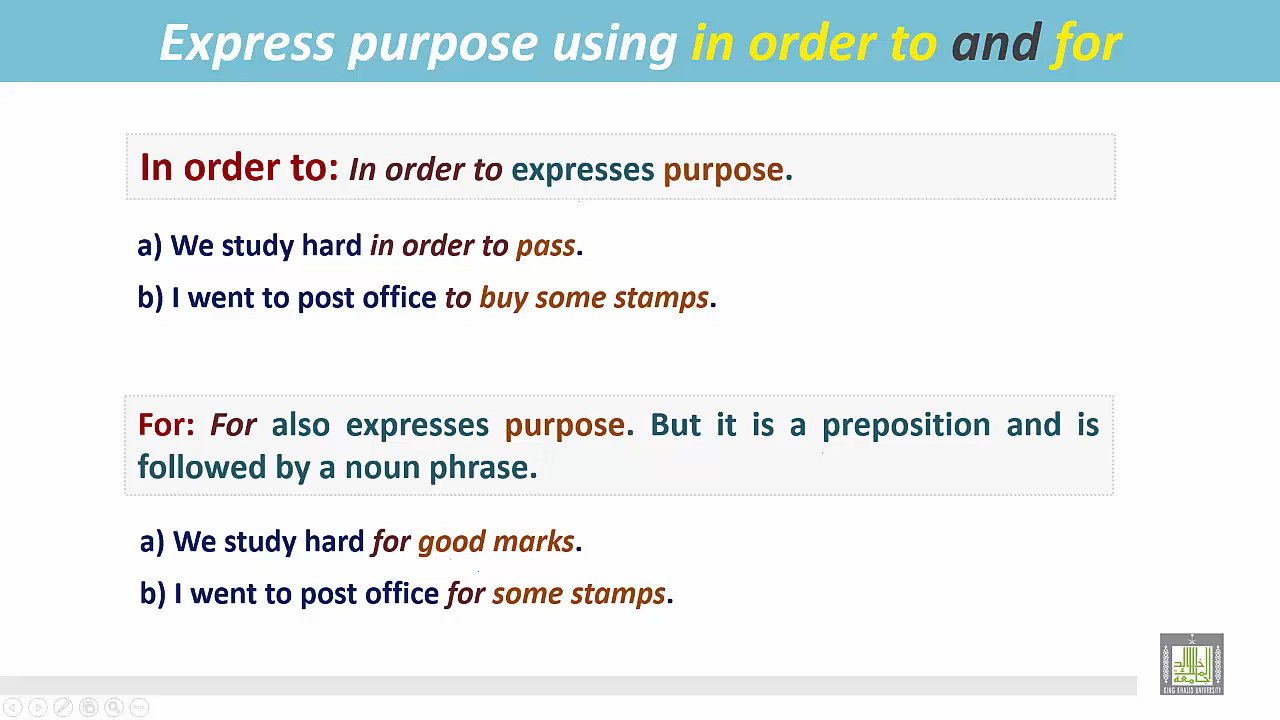 Express purpose using in order to and for
In order to: In order to expresses purpose.
a) We study hard in order to pass.
b) I went to post office to buy some stamps.
For: For also expresses purpose. But it is a preposition and is
followed by a noun phrase.
a) We study hard for good marks.
b) I went to post office for some stamps.
KING KHALID UNIVERSITY